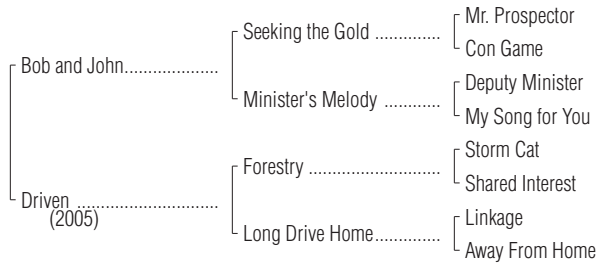 Mr. Prospector
Seeking the Gold ..............
Con Game
Bob and John....................
Deputy Minister
Minister's Melody ............
My Song for You
Storm Cat
Forestry ............................
Shared Interest
Driven ..............................
(2005)
Linkage
Long Drive Home..............
Away From Home